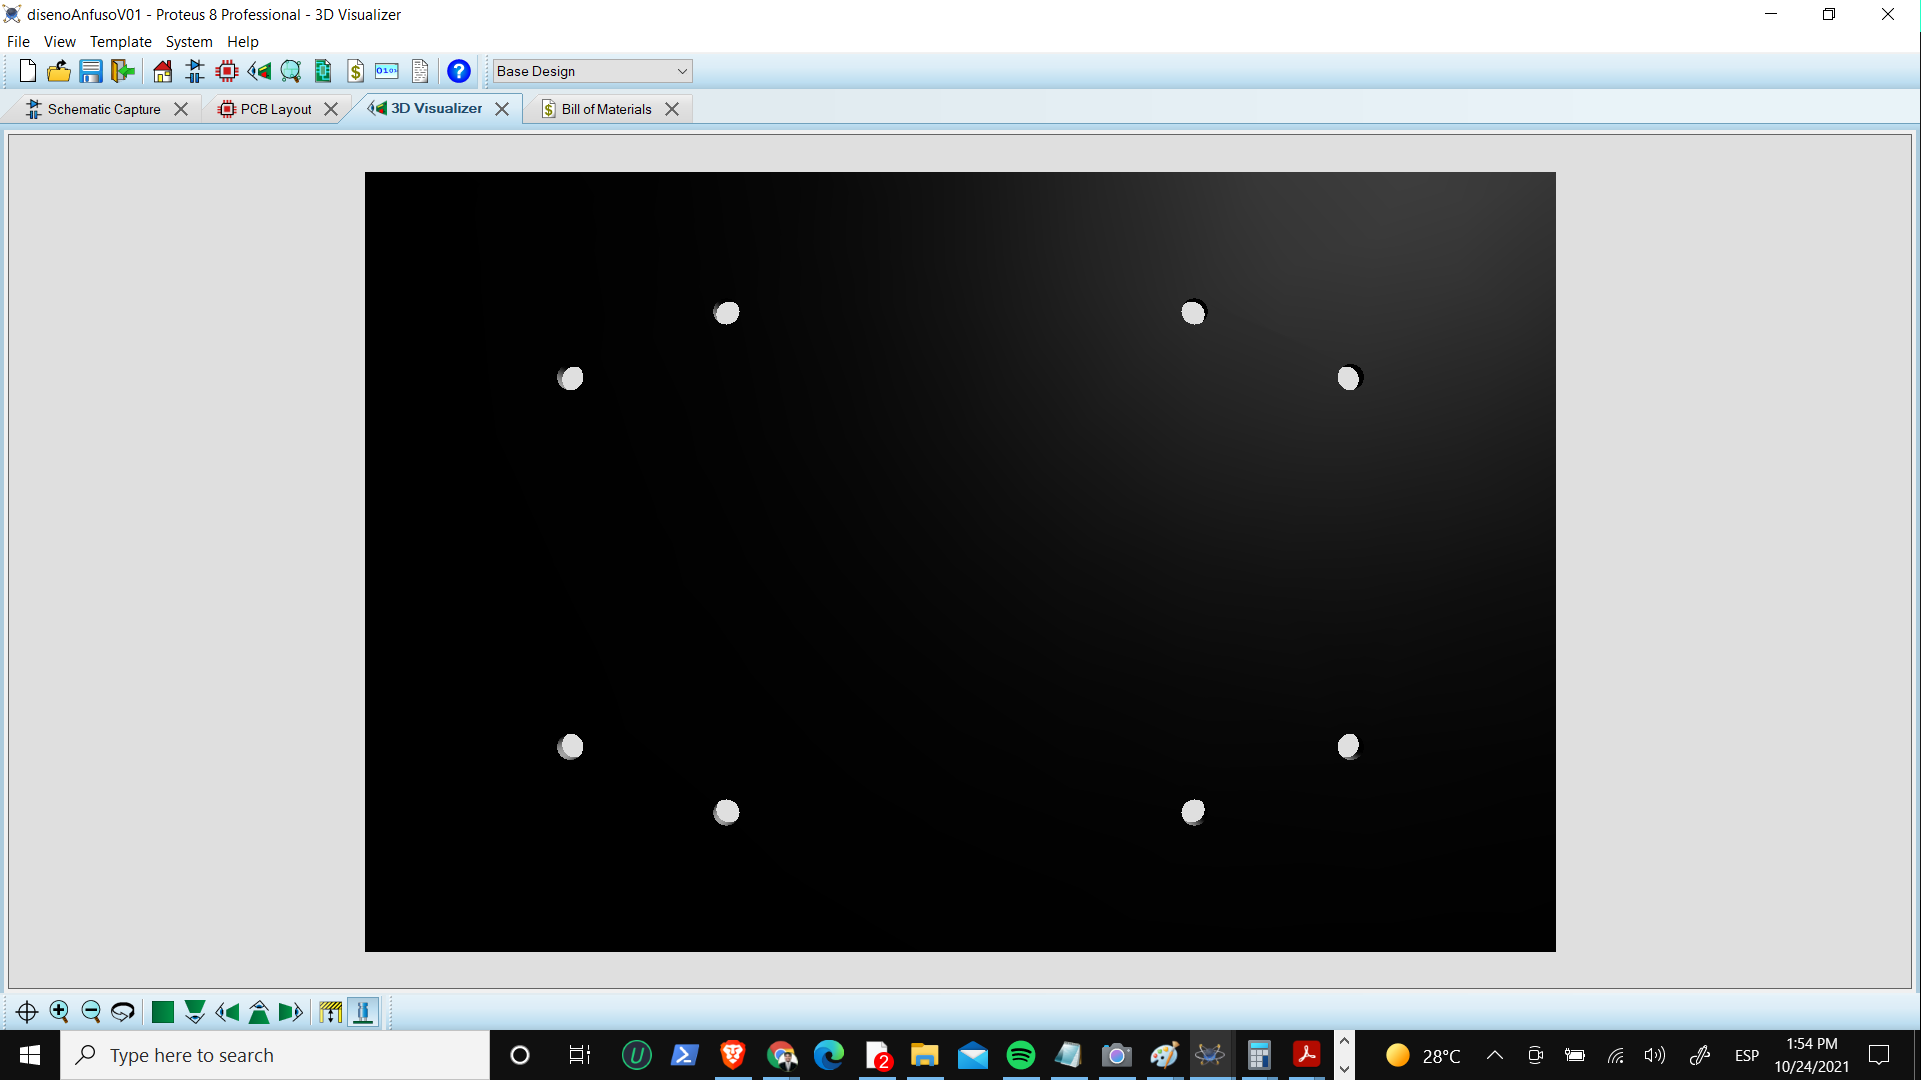 disenoAnfusoV01 - Proteus 8 Professional - 3D Visualizer
File View Template System Help
$ 0101 ? Base Design
Schematic Capture PCB Layout 3D Visualizer $ Bill of Materials
Type here to search U 2 28°C ESP
1:54 PM
10/24/2021